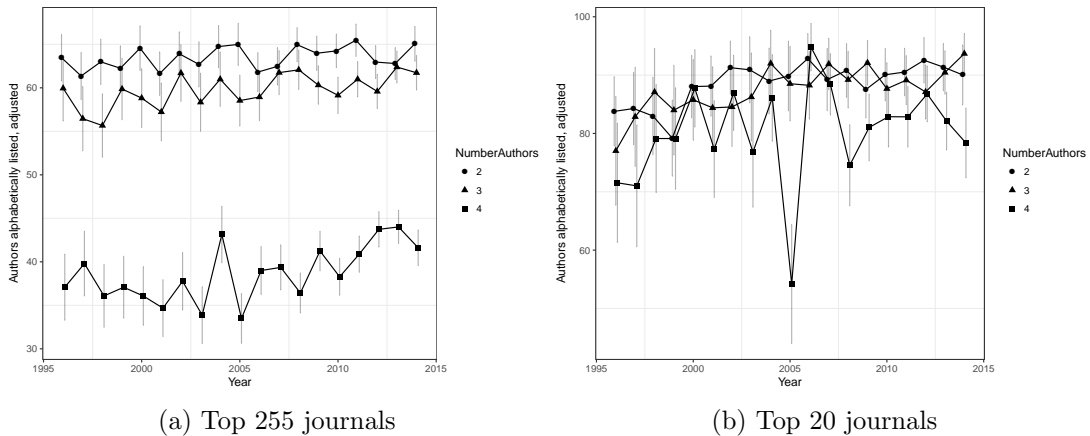 Authors alphabetically listed, adjusted
60
50
40
30
1995
2000
2005
2010
2015
Year
NumberAuthors
2
3
4
(a) Top 255 journals
Authors alphabetically listed, adjusted
100
80
60
1995
2000
2005
2010
2015
Year
NumberAuthors
2
3
4
(b) Top 20 journals